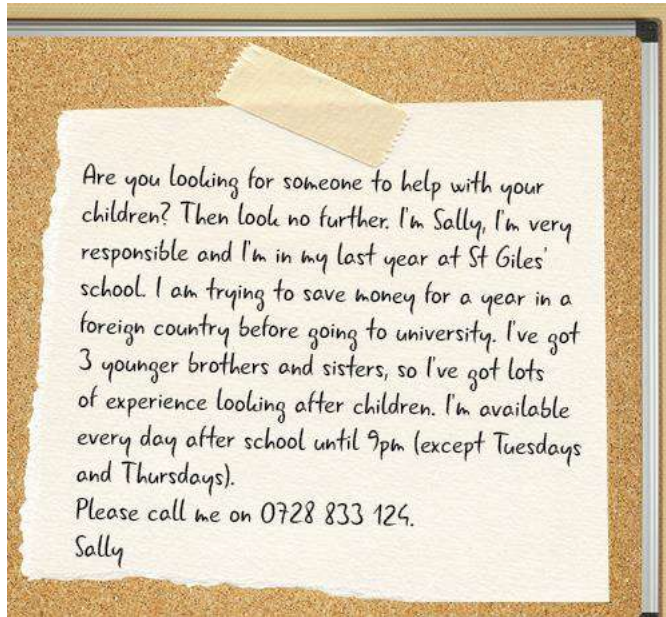 Are you looking for someone to help with your
children? Then look no further. I'm Sally, I'm very
responsible and I'm in my last year at St Giles'
school. I am trying to save money for a year in a
foreign country before going to university. I've got
3 younger brothers and sisters, so I've got lots
of experience looking after children. I'm available
every day after school until 9pm (except Tuesdays
and Thursdays).
Please call me on 0728 833 124.
Sally